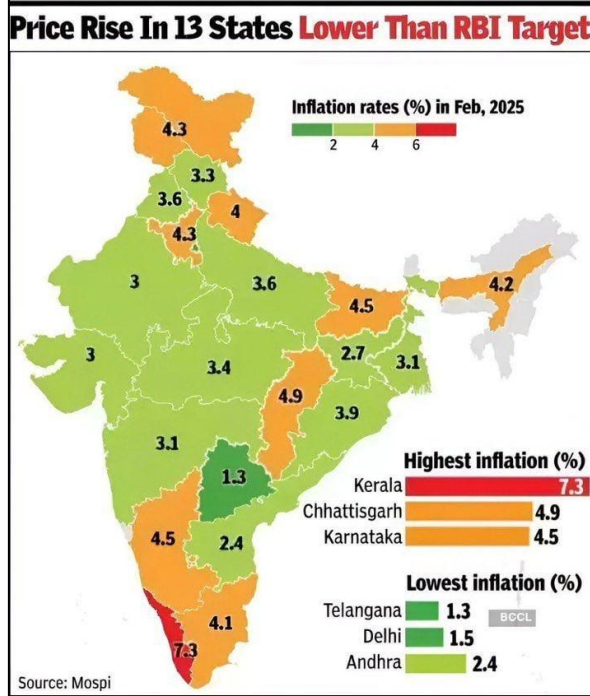 Price Rise In 13 States Lower Than RBI Target
Inflation rates (%) in Feb, 2025
2 4 6
4.3
3.3
3.6
4
4.3
3
3.6
4.5
4.2
3
3.4
2.7
3.1
4.9
3.9
3.1
1.3
4.5
2.4
4.1
7.3
Highest inflation (%)
Kerala 7.3
Chhattisgarh 4.9
Karnataka 4.5
Lowest inflation (%)
Telangana 1.3
Delhi 1.5
Andhra 2.4
BCCL
Source: Mospi